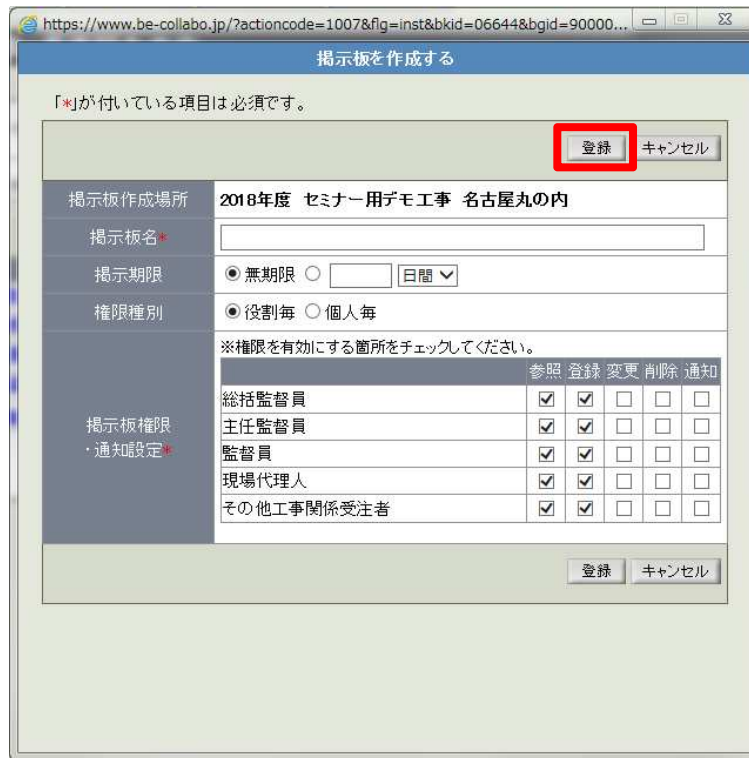 https://www.be-collabo.jp/?actioncode=1007&flg=inst&bkid=06644&bgid=90000...
掲示板を作成する
「*」が付いている項目は必須です。
登録 キャンセル
掲示板作成場所 2018年度 セミナー用デモ工事 名古屋丸の内
掲示板名*
掲示期限 無期限 日間
権限種別 役割毎 個人毎
※権限を有効にする箇所をチェックしてください。
参照 登録 変更 削除 通知
総括監督員
主任監督員
掲示板権限
・通知設定*
監督員
現場代理人
その他工事関係受注者
登録 キャンセル